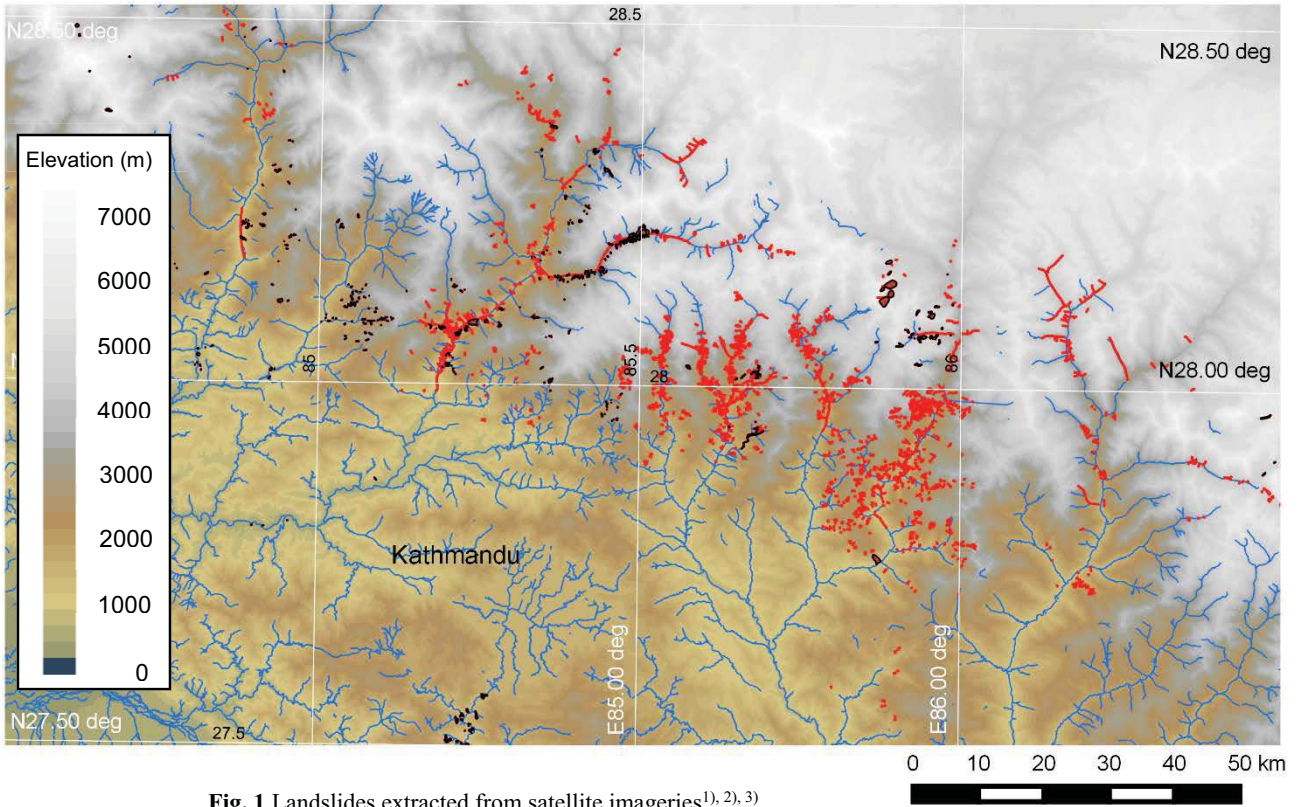 28.5
N28.50 deg
N28.50 deg
Elevation (m)
7000
6000
5000
4000
3000
2000
1000
0
N
85
85.5
28
86
N28.00 deg
Kathmandu
E85.00 deg
E86.00 deg
N27.50 deg
27.5
0 10 20 30 40 50 km
Fig. 1 Landslides extracted from satellite imageries1), 2), 3)